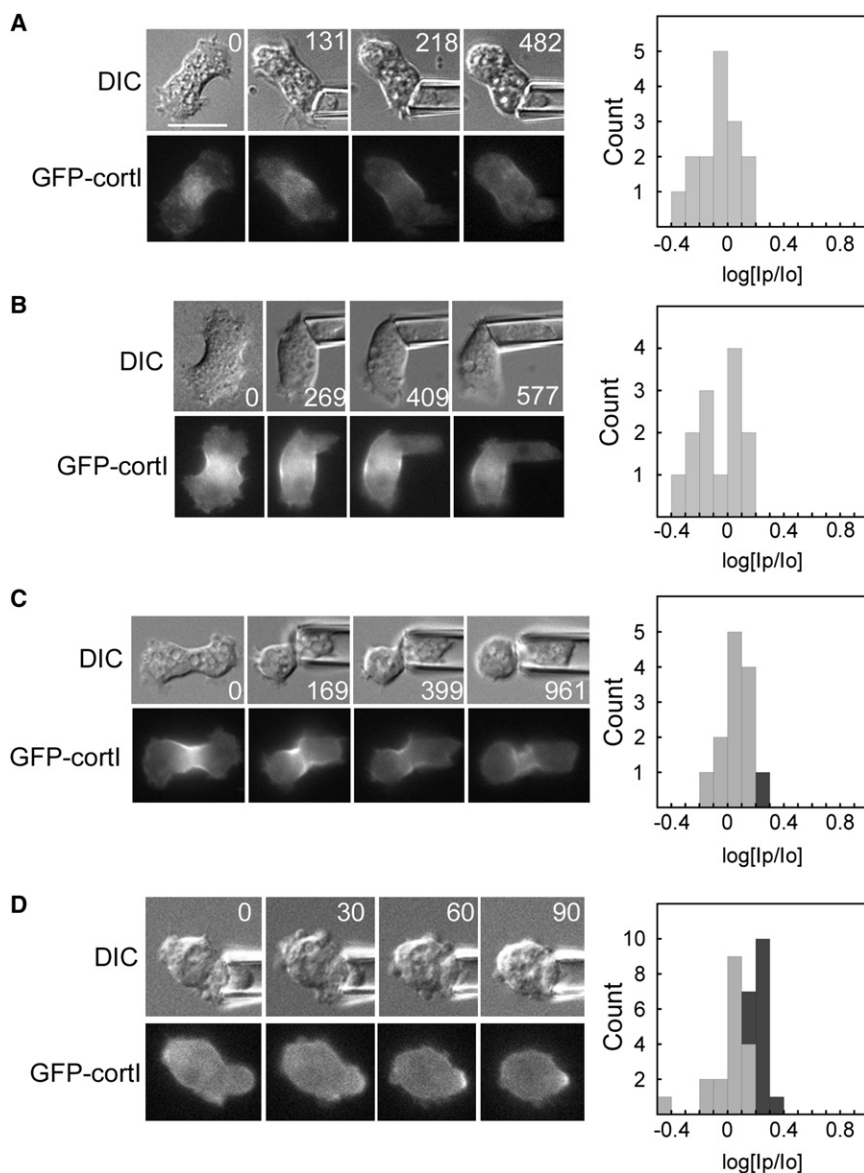 A
DIC
0
131
218
482
GFP-cortI
Count
5
4
3
2
1
-0.4
0
0.4
0.8
log[Ip/Io]
B
DIC
0
269
409
577
GFP-cortI
Count
4
3
2
1
-0.4
0
0.4
0.8
log[Ip/Io]
C
DIC
0
169
399
961
GFP-cortI
Count
5
4
3
2
1
-0.4
0
0.4
0.8
log[Ip/Io]
D
DIC
0
30
60
90
GFP-cortI
Count
10
8
6
4
2
-0.4
0
0.4
0.8
log[Ip/Io]